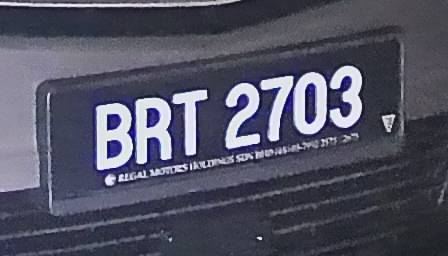 BRT 2703
REGAL MOTORS HOLDINGS SDN BHD